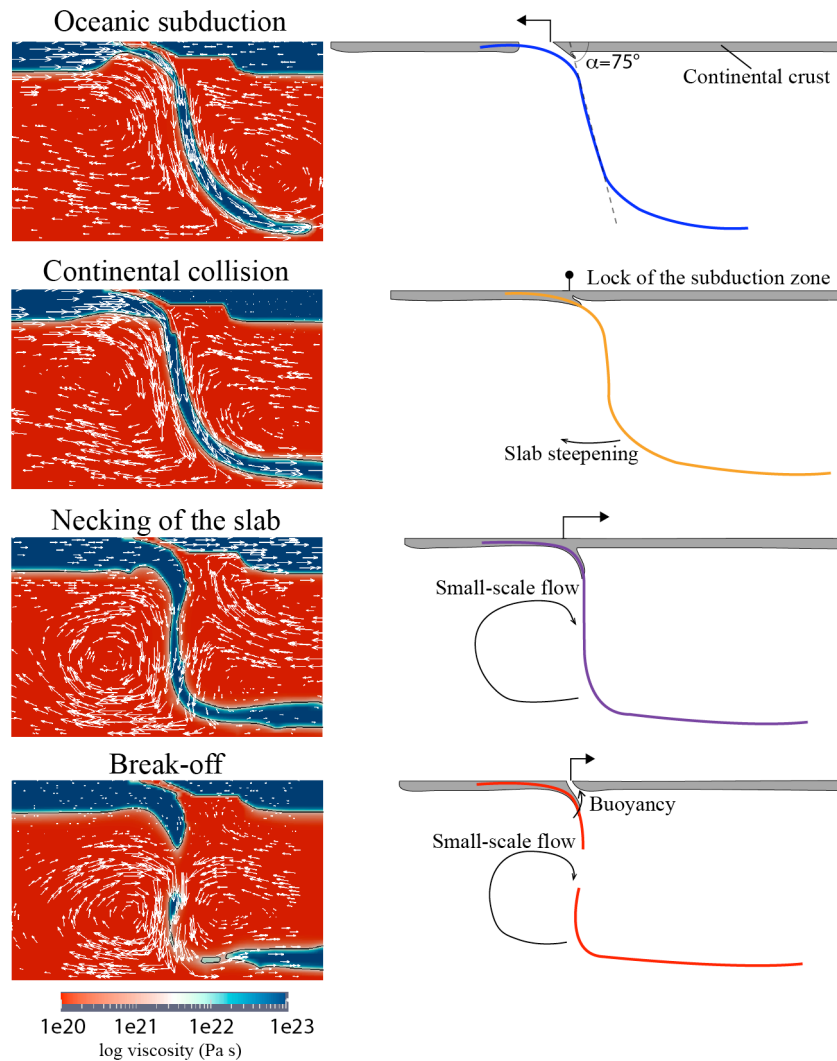 Oceanic subduction
α=75°
Continental crust
Continental collision
Lock of the subduction zone
Slab steepening
Necking of the slab
Small-scale flow
Break-off
Buoyancy
Small-scale flow
1e20 1e21 1e22 1e23
log viscosity (Pa s)